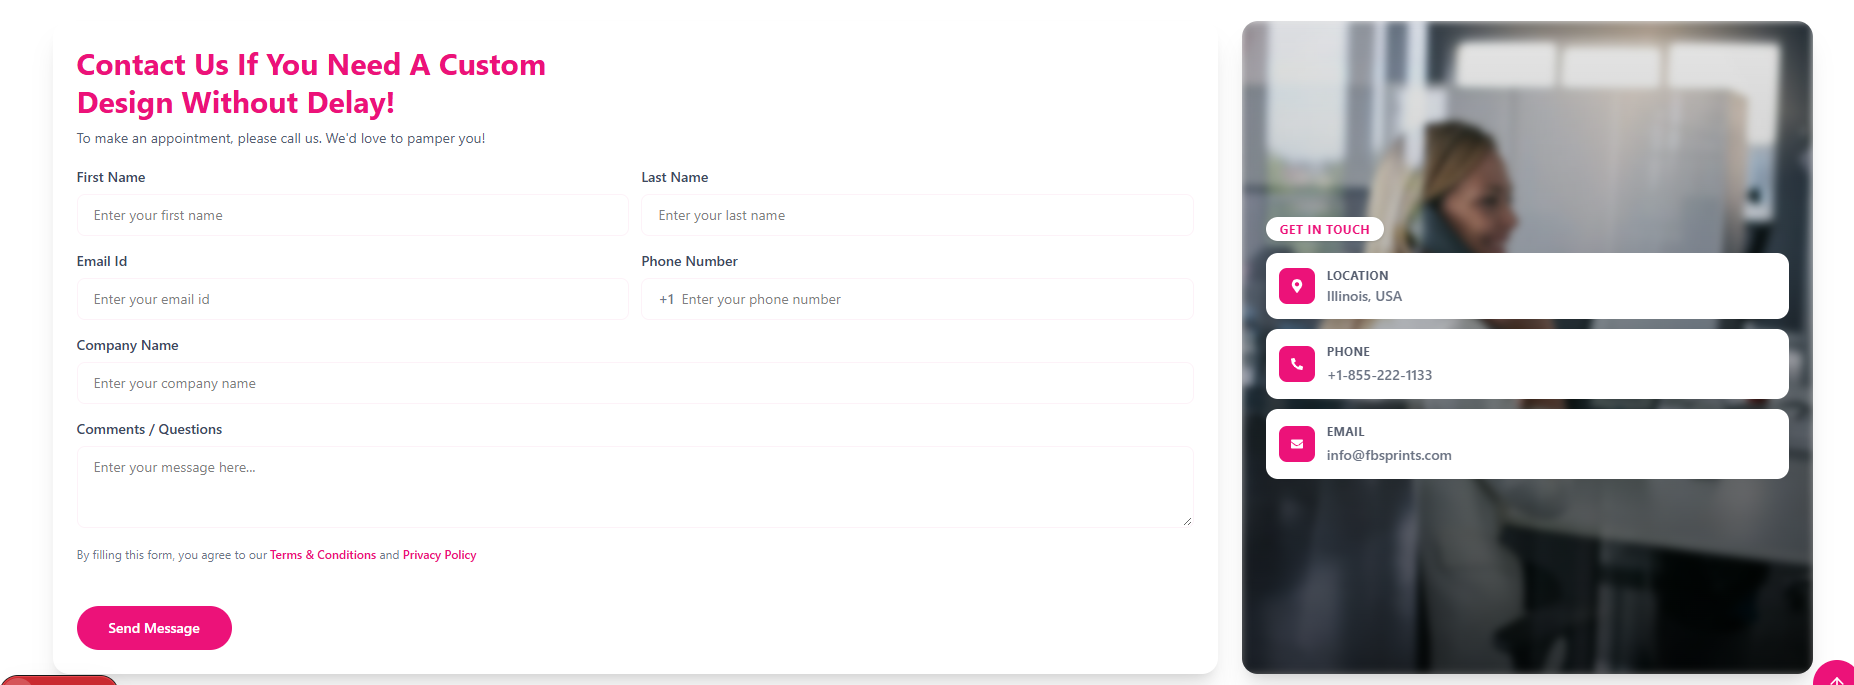 Contact Us If You Need A Custom
Design Without Delay!
To make an appointment, please call us. We'd love to pamper you!
First Name
Enter your first name
Last Name
Enter your last name
Email Id
Enter your email id
Phone Number
+1 Enter your phone number
Company Name
Enter your company name
Comments / Questions
Enter your message here...
By filling this form, you agree to our Terms & Conditions and Privacy Policy
Send Message
GET IN TOUCH
LOCATION
Illinois, USA
PHONE
+1-855-222-1133
EMAIL
info@fbsprints.com